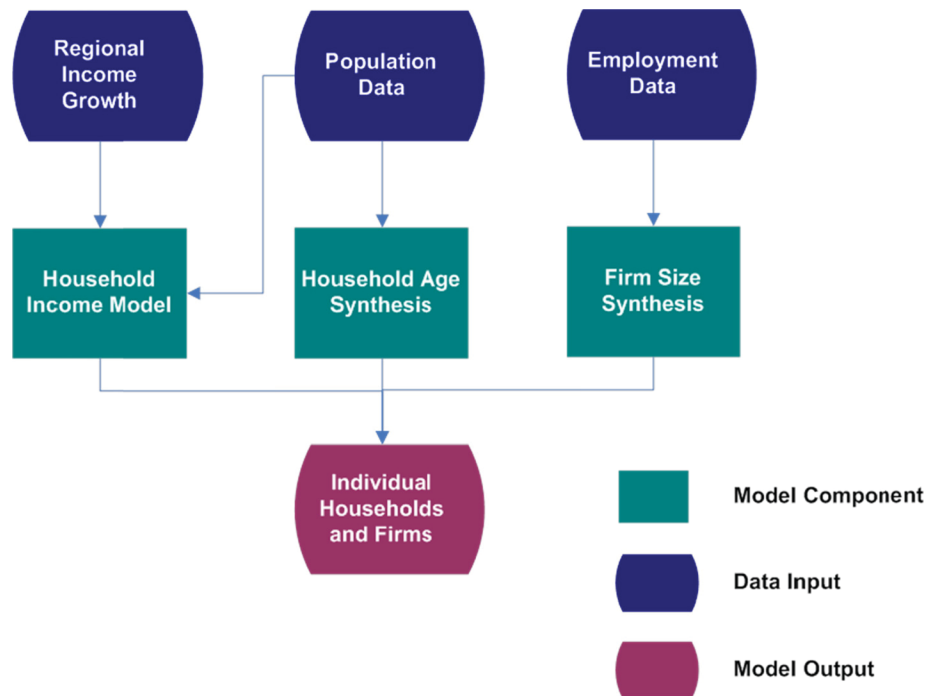 Regional
Income
Growth
Population
Data
Employment
Data
Household
Income Model
Household Age
Synthesis
Firm Size
Synthesis
Individual
Households
and Firms
Model Component
Data Input
Model Output